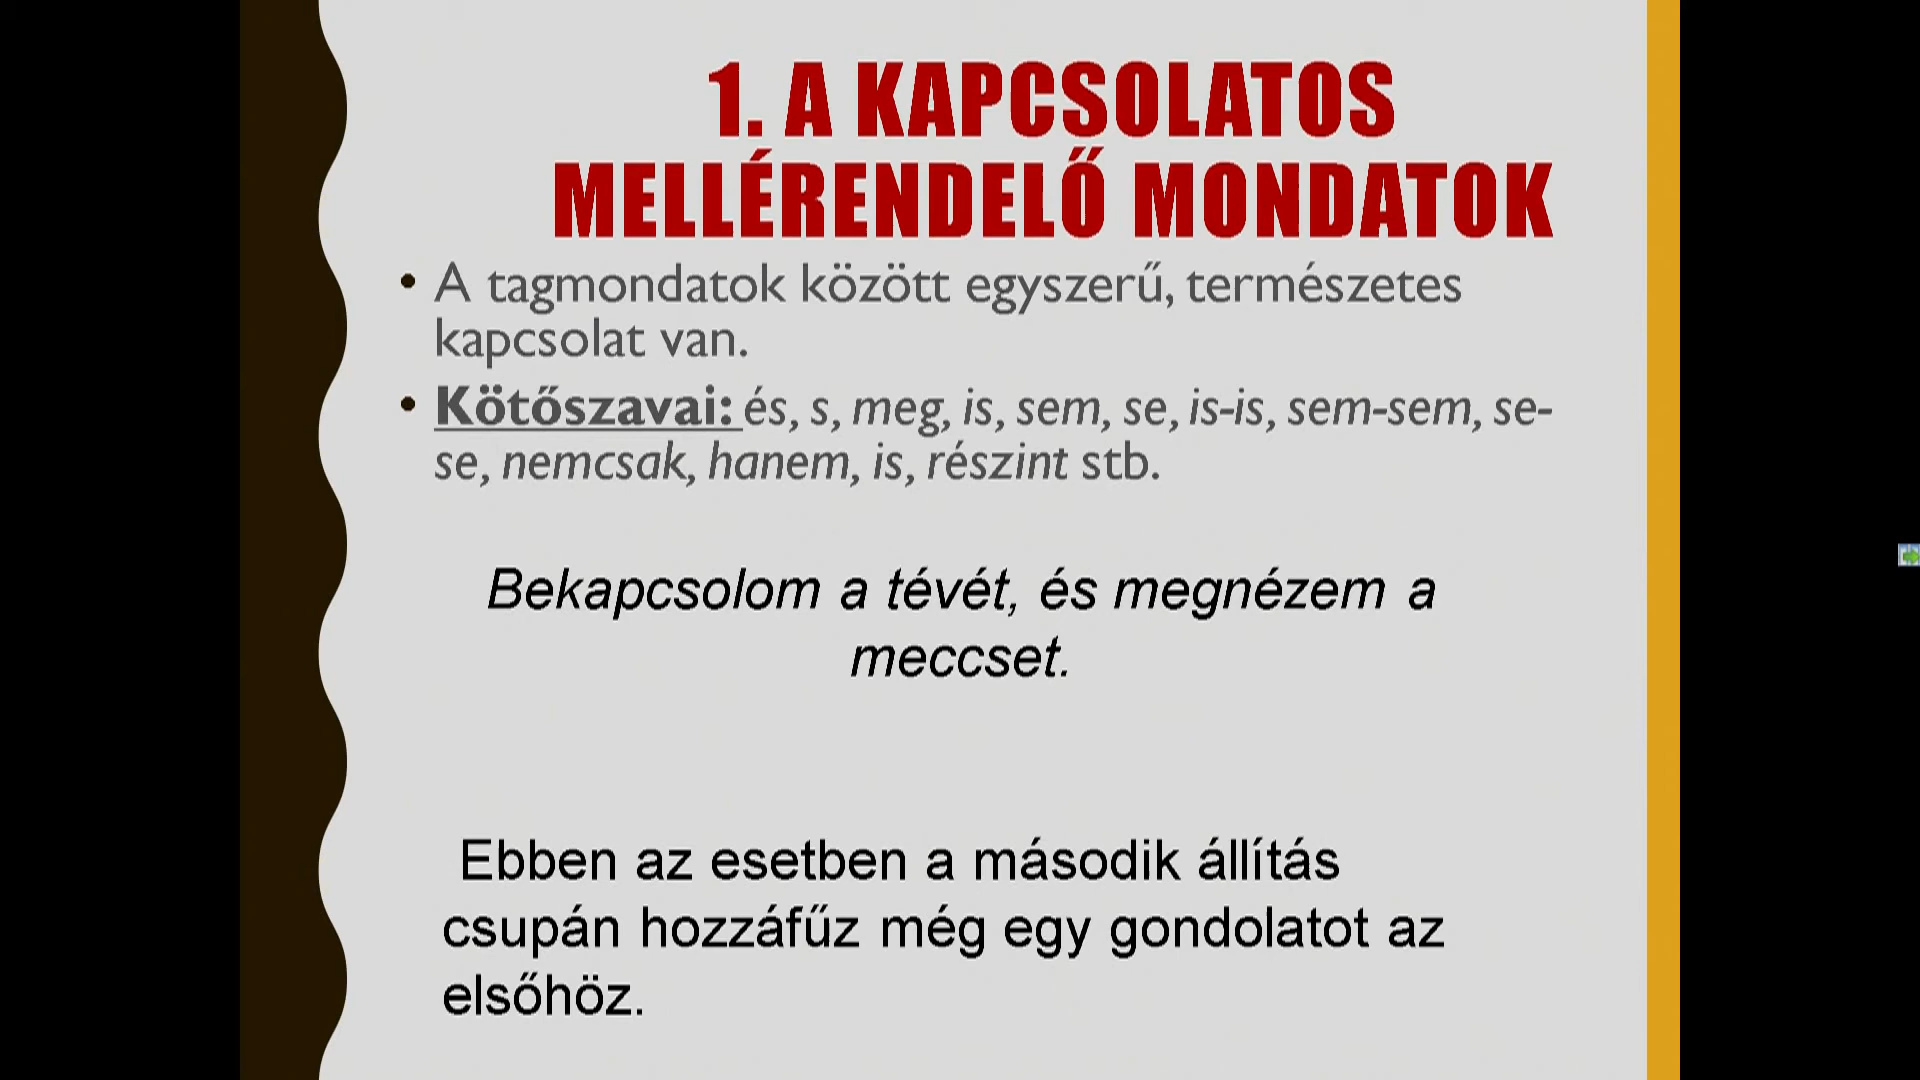 1. A KAPCSOLATOS
MELLÉRENDELŐ MONDATOK
• A tagmondatok között egyszerű, természetes
kapcsolat van.
• Kötőszavai: és, s, meg, is, sem, se, is-is, sem-sem, se-
se, nemcsak, hanem, is, részint stb.
Bekapcsolom a tévét, és megnézem a
meccset.
Ebben az esetben a második állítás
csupán hozzáfűz még egy gondolatot az
elsőhöz.